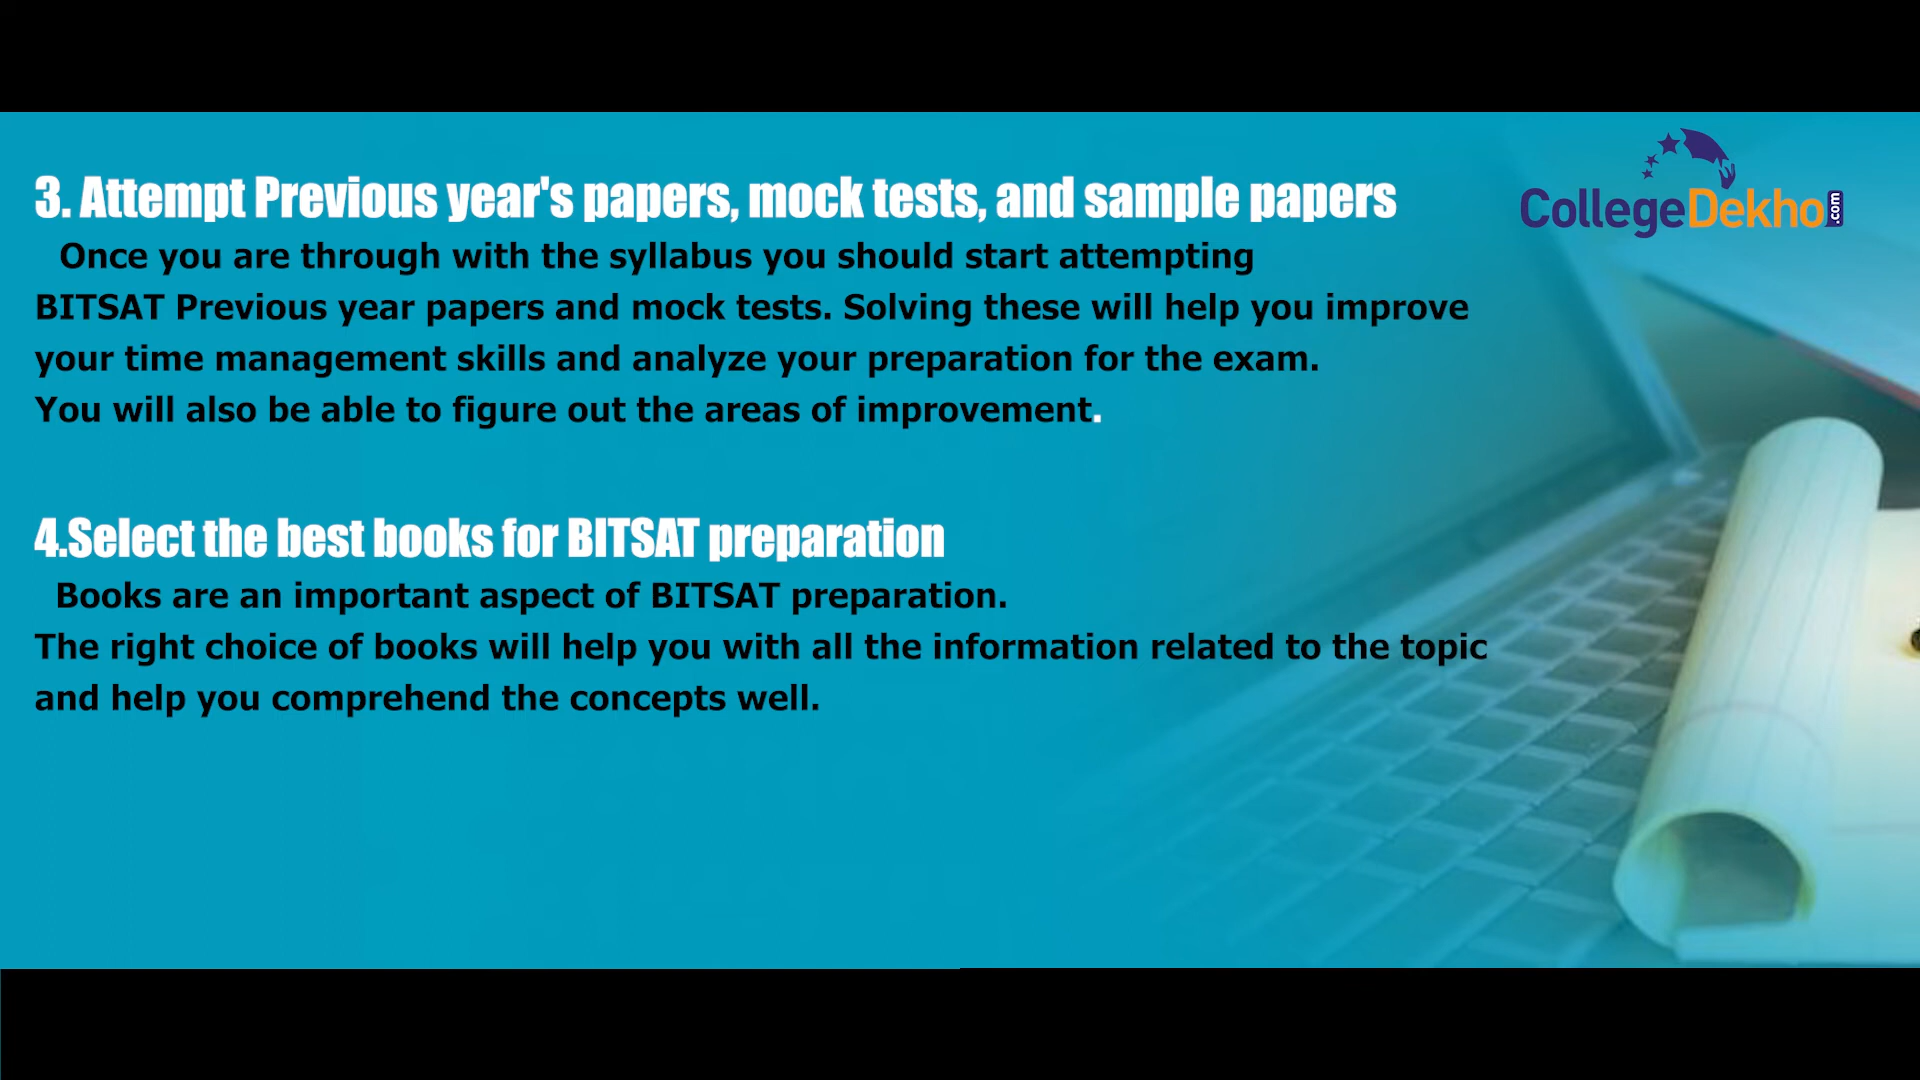 CollegeDekho.com
3. Attempt Previous year's papers, mock tests, and sample papers
Once you are through with the syllabus you should start attempting
BITSAT Previous year papers and mock tests. Solving these will help you improve
your time management skills and analyze your preparation for the exam.
You will also be able to figure out the areas of improvement.
4.Select the best books for BITSAT preparation
Books are an important aspect of BITSAT preparation.
The right choice of books will help you with all the information related to the topic
and help you comprehend the concepts well.